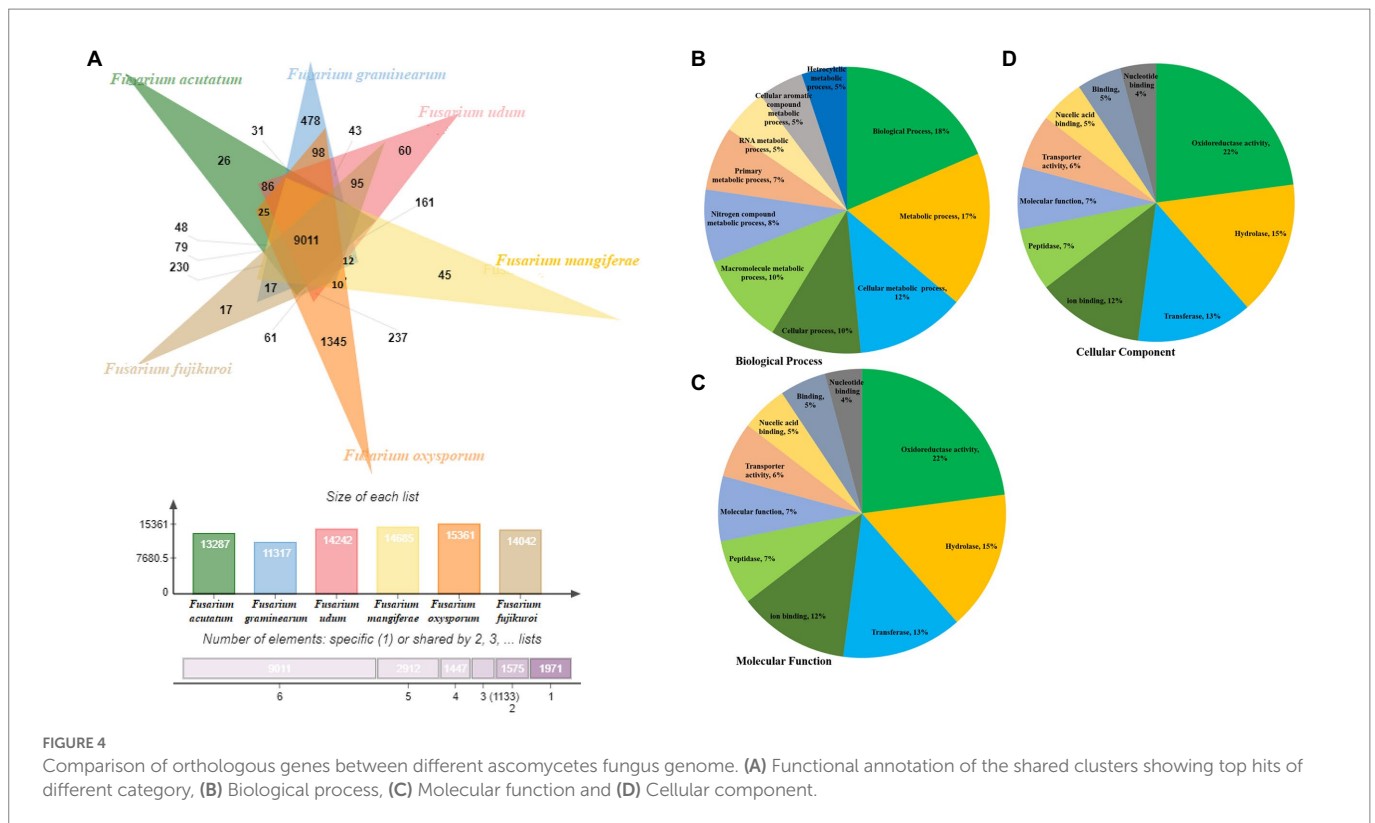 A
Fusarium acutatum
Fusarium graminearum
Fusarium udum
478
31
43
98
60
26
95
86
161
25
48
79
9011
230
12
Fusarium mangiferae
45
10
17
17
61
1345
237
Fusarium fujikuroi
Fusarium oxysporum
Size of each list
15361
7680.5
0
13287
11317
14242
14685
15361
14042
Fusarium acutatum
Fusarium graminearum
Fusarium udum
Fusarium mangiferae
Fusarium oxysporum
Fusarium fujikuroi
Number of elements: specific (1) or shared by 2, 3, ... lists
9011
2912
1447
1575
1971
6
5
4
3 (1133)
2
1
B
Hetrocylclic
metabolic
process, 5%
Cellular aromatic
compound
metabolic
process, 5%
RNA metabolic
process, 5%
Primary
metabolic process, 7%
Nitrogen compound
metabolic process, 8%
Macromolecule metabolic
process, 10%
Cellular process, 10%
Cellular metabolic process,
12%
Metabolic process, 17%
Biological Process, 18%
Biological Process
D
Nucleotide
binding
4%
Binding,
5%
Nucelic acid
binding, 5%
Transporter
activity, 6%
Molecular function, 7%
Peptidase, 7%
ion binding, 12%
Transferase, 13%
Hydrolase, 15%
Oxidoreductase activity,
22%
Cellular Component
C
Nucleotide
binding
4%
Binding,
5%
Nucelic acid
binding, 5%
Transporter
activity, 6%
Molecular function, 7%
Peptidase, 7%
ion binding, 12%
Transferase, 13%
Hydrolase, 15%
Oxidoreductase activity,
22%
Molecular Function
FIGURE 4
Comparison of orthologous genes between different ascomycetes fungus genome. (A) Functional annotation of the shared clusters showing top hits of
different category, (B) Biological process, (C) Molecular function and (D) Cellular component.